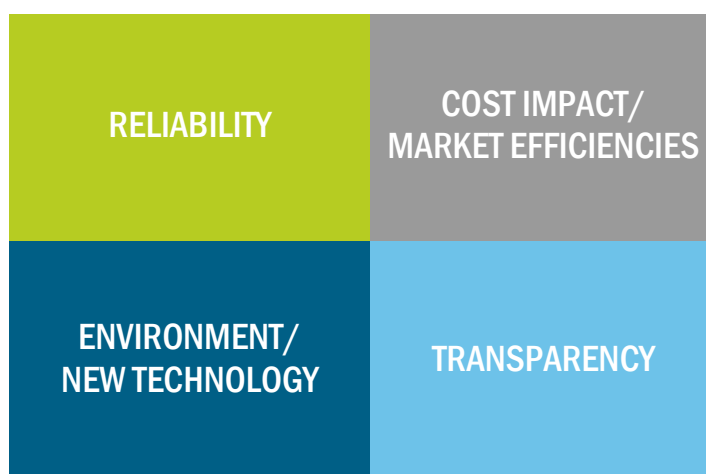 RELIABILITY
COST IMPACT/
MARKET EFFICIENCIES
ENVIRONMENT/
NEW TECHNOLOGY
TRANSPARENCY